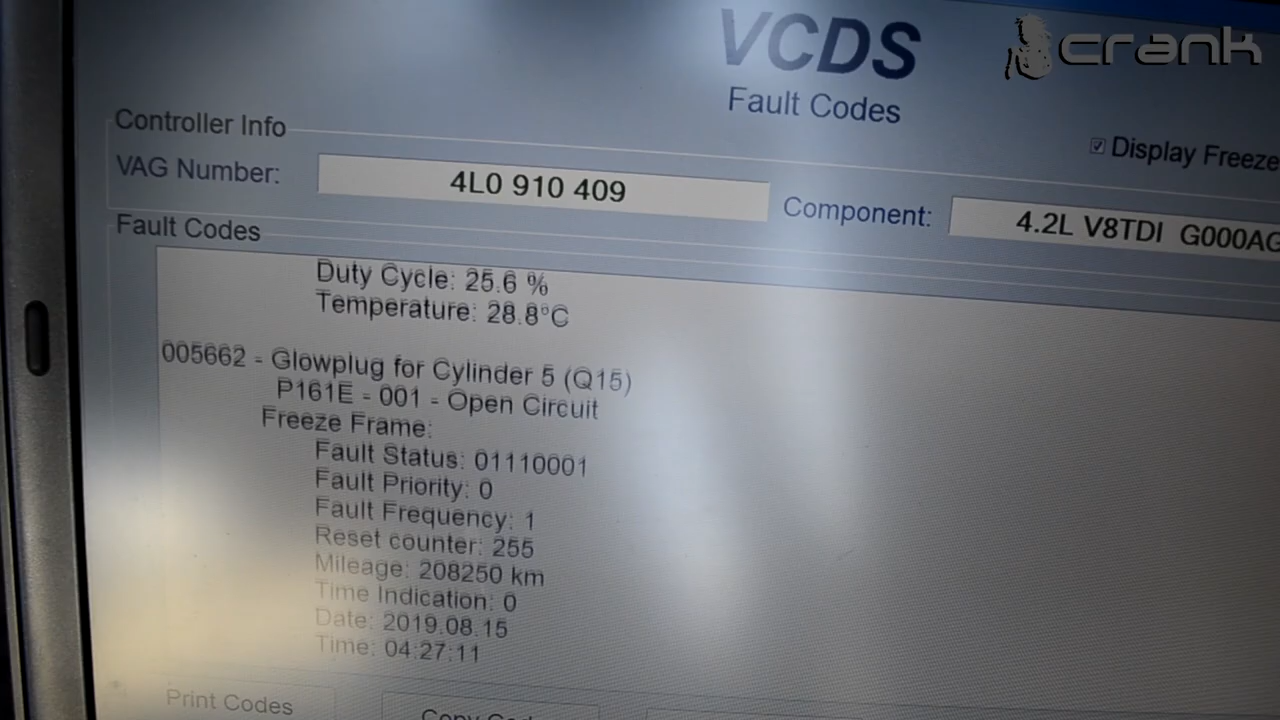 VCDS
crank
Fault Codes
Controller Info
Display Freeze
VAG Number: 4L0 910 409 Component: 4.2L V8TDI G000AG
Fault Codes
Duty Cycle: 25.6 %
Temperature: 28.8°C
005662 - Glowplug for Cylinder 5 (Q15)
P161E - 001 - Open Circuit
Freeze Frame:
Fault Status: 01110001
Fault Priority: 0
Fault Frequency: 1
Reset counter: 255
Mileage: 208250 km
Time Indication: 0
Date: 2019.08.15
Time: 04:27:11
Print Codes